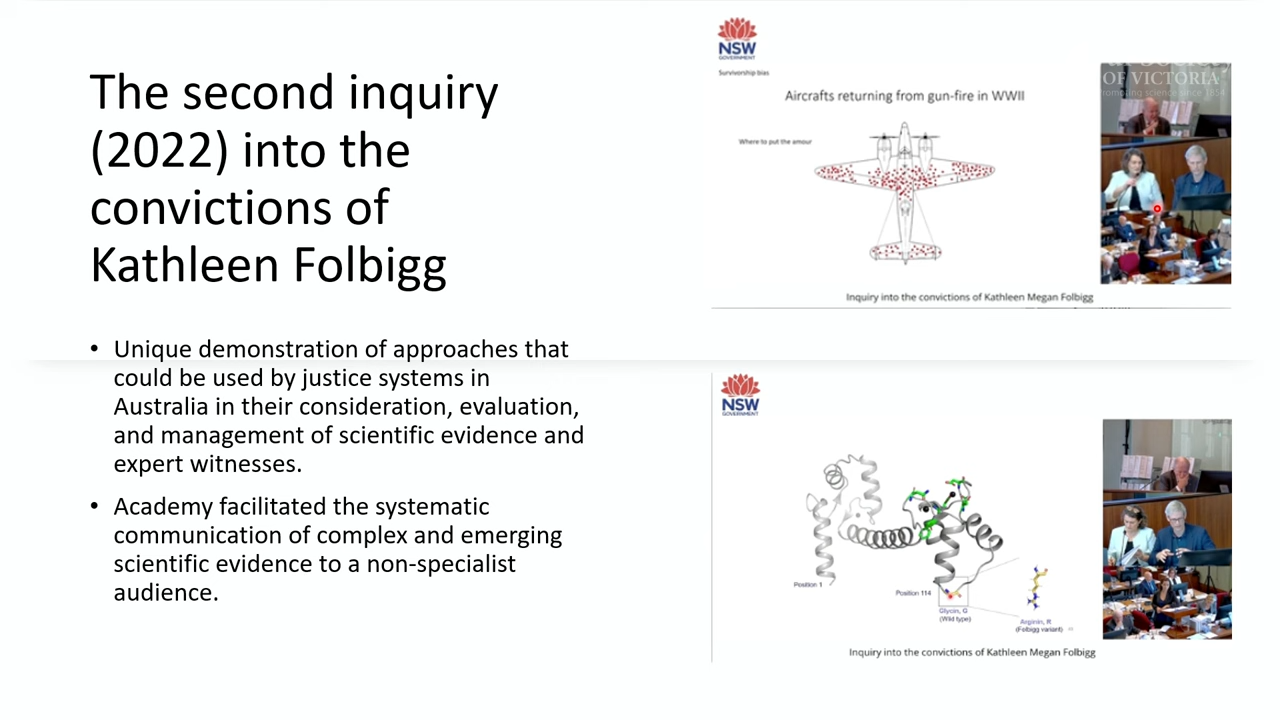 The second inquiry
(2022) into the
convictions of
Kathleen Folbigg
• Unique demonstration of approaches that
could be used by justice systems in
Australia in their consideration, evaluation,
and management of scientific evidence and
expert witnesses.
• Academy facilitated the systematic
communication of complex and emerging
scientific evidence to a non-specialist
audience.
NSW
GOVERNMENT
Survivorship bias
Aircrafts returning from gun-fire in WWII
Where to put the amour
OF VICTORIA
Promoting science since 1854
Inquiry into the convictions of Kathleen Megan Folbigg
NSW
GOVERNMENT
Position 1
Position 114
Glycin, G
(Wild type)
Arginin, R
(Folbigg variant)
Inquiry into the convictions of Kathleen Megan Folbigg